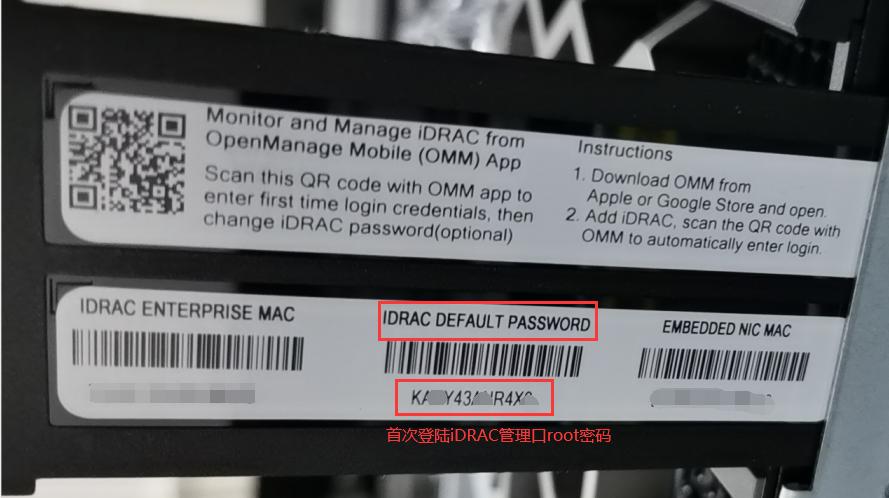 Monitor and Manage iDRAC from
OpenManage Mobile (OMM) App
Scan this QR code with OMM app to
enter first time login credentials, then
change iDRAC password(optional)
Instructions
1. Download OMM from
Apple or Google Store and open.
2. Add iDRAC, scan the QR code with
OMM to automatically enter login.
IDRAC ENTERPRISE MAC
IDRAC DEFAULT PASSWORD
EMBEDDED NIC MAC
首次登陆iDRAC管理口root密码